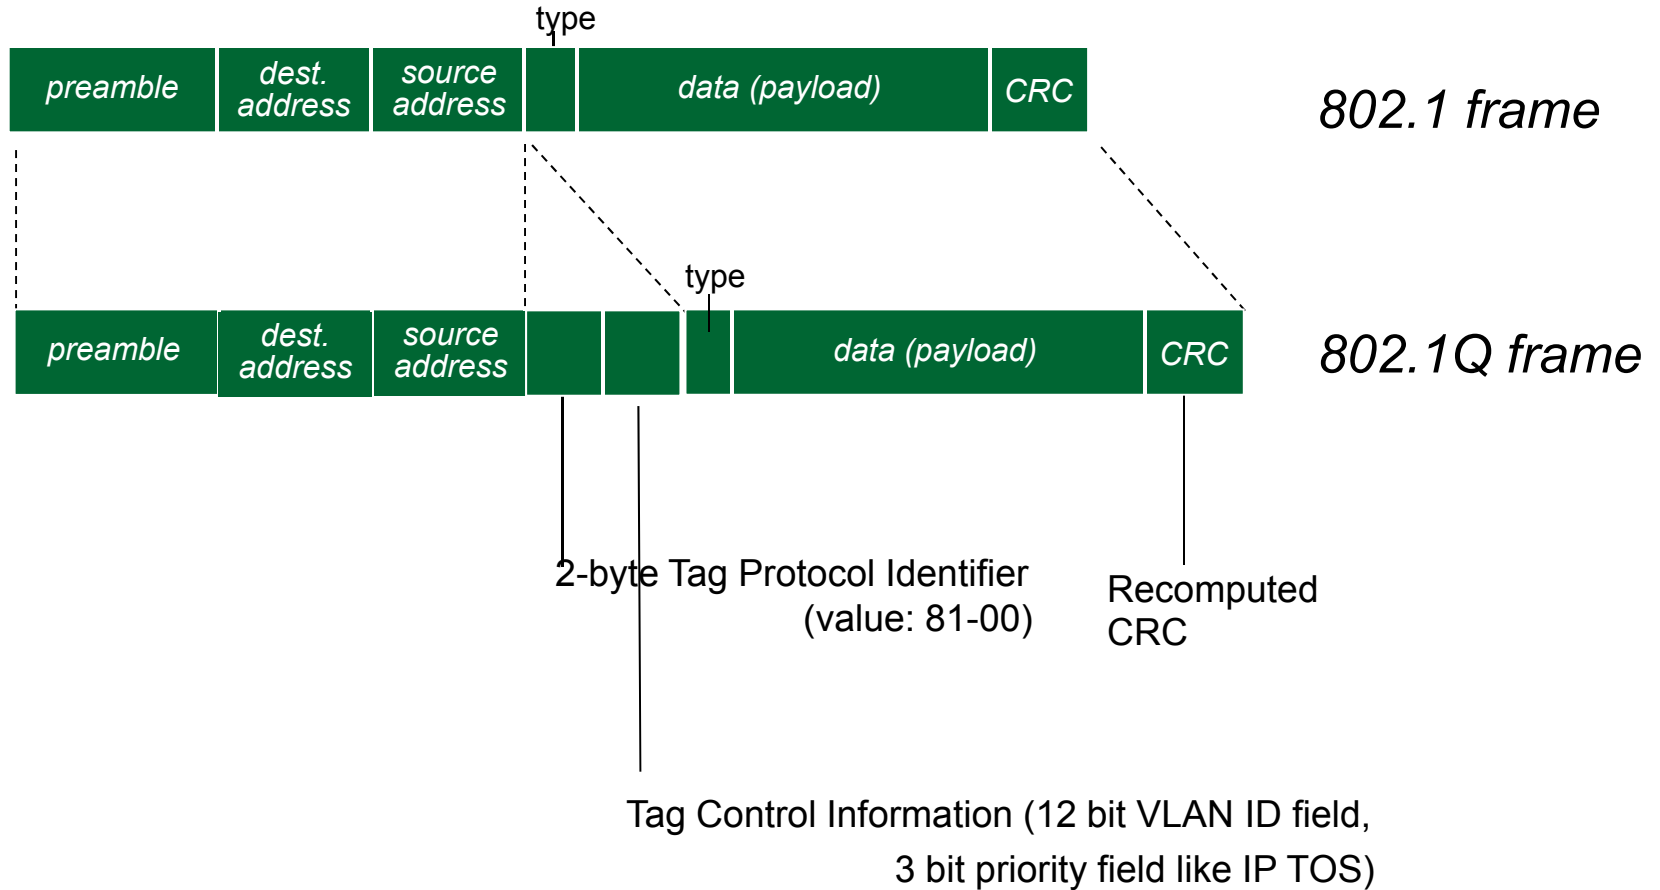 type
preamble
dest.
address
source
address
data (payload)
CRC
802.1 frame
type
preamble
dest.
address
source
address
data (payload)
CRC
802.1Q frame
2-byte Tag Protocol Identifier
(value: 81-00)
Recomputed
CRC
Tag Control Information (12 bit VLAN ID field,
3 bit priority field like IP TOS)